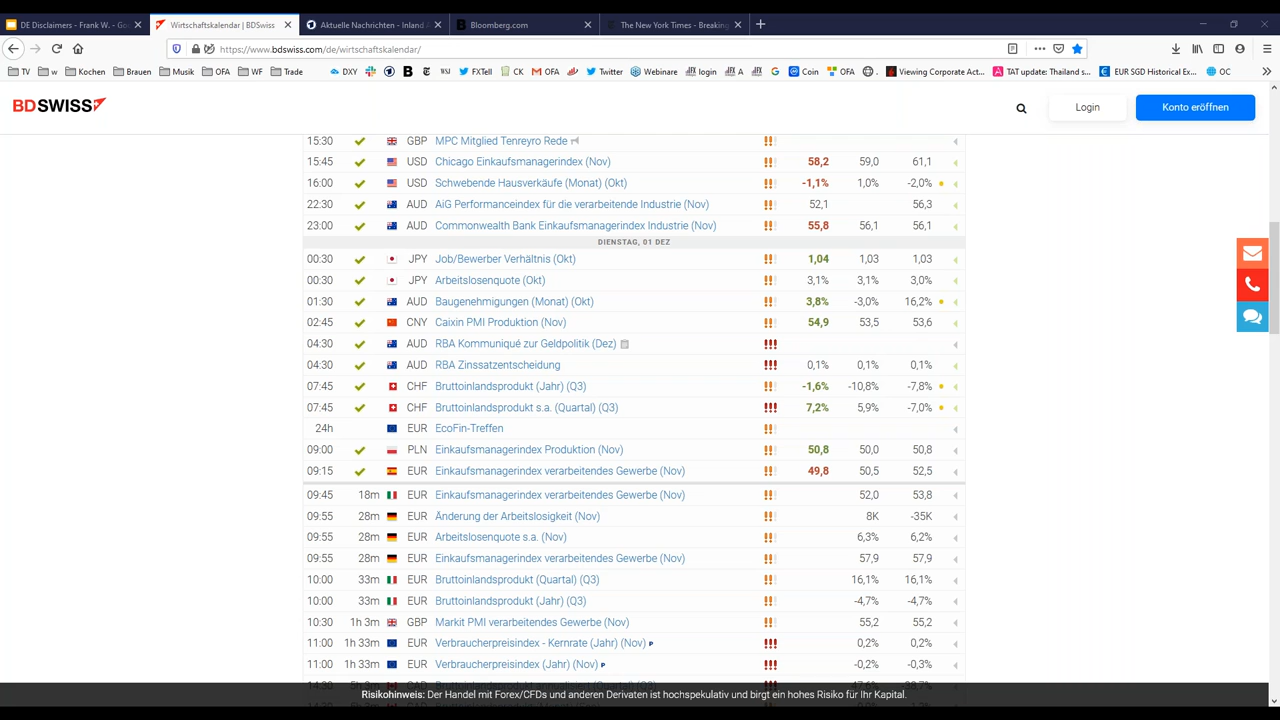 DE Disclaimers - Frank W. - Go
Wirtschaftskalendar | BDSwiss
Aktuelle Nachrichten - Inland
Bloomberg.com
The New York Times - Breaking
https://www.bdswiss.com/de/wirtschaftskalendar/
TV w Kochen Brauen Musik OFA WF Trade DXY FXTell CK OFA Twitter Webinare login A Coin OFA Viewing Corporate Act... TAT update: Thailand s... EUR SGD Historical Ex... OC
BDSWISS
Login
Konto eröffnen
15:30 GBP MPC Mitglied Tenreyro Rede
15:45 USD Chicago Einkaufsmanagerindex (Nov) 58,2 59,0 61,1
16:00 USD Schwebende Hausverkäufe (Monat) (Okt) -1,1% 1,0% -2,0%
22:30 AUD AiG Performanceindex für die verarbeitende Industrie (Nov) 52,1 56,3
23:00 AUD Commonwealth Bank Einkaufsmanagerindex Industrie (Nov) 55,8 56,1 56,1
DIENSTAG, 01 DEZ
00:30 JPY Job/Bewerber Verhältnis (Okt) 1,04 1,03 1,03
00:30 JPY Arbeitslosenquote (Okt) 3,1% 3,1% 3,0%
01:30 AUD Baugenehmigungen (Monat) (Okt) 3,8% -3,0% 16,2%
02:45 CNY Caixin PMI Produktion (Nov) 54,9 53,5 53,6
04:30 AUD RBA Kommuniqué zur Geldpolitik (Dez)
04:30 AUD RBA Zinssatzentscheidung 0,1% 0,1% 0,1%
07:45 CHF Bruttoinlandsprodukt (Jahr) (Q3) -1,6% -10,8% -7,8%
07:45 CHF Bruttoinlandsprodukt s.a. (Quartal) (Q3) 7,2% 5,9% -7,0%
24h EUR EcoFin-Treffen
09:00 PLN Einkaufsmanagerindex Produktion (Nov) 50,8 50,0 50,8
09:15 EUR Einkaufsmanagerindex verarbeitendes Gewerbe (Nov) 49,8 50,5 52,5
09:45 18m EUR Einkaufsmanagerindex verarbeitendes Gewerbe (Nov) 52,0 53,8
09:55 28m EUR Änderung der Arbeitslosigkeit (Nov) 8K -35K
09:55 28m EUR Arbeitslosenquote s.a. (Nov) 6,3% 6,2%
09:55 28m EUR Einkaufsmanagerindex verarbeitendes Gewerbe (Nov) 57,9 57,9
10:00 33m EUR Bruttoinlandsprodukt (Quartal) (Q3) 16,1% 16,1%
10:00 33m EUR Bruttoinlandsprodukt (Jahr) (Q3) -4,7% -4,7%
10:30 1h 3m GBP Markit PMI verarbeitendes Gewerbe (Nov) 55,2 55,2
11:00 1h 33m EUR Verbraucherpreisindex - Kernrate (Jahr) (Nov) P 0,2% 0,2%
11:00 1h 33m EUR Verbraucherpreisindex (Jahr) (Nov) P -0,2% -0,3%
Risikohinweis: Der Handel mit Forex/CFDs und anderen Derivaten ist hochspekulativ und birgt ein hohes Risiko für Ihr Kapital.